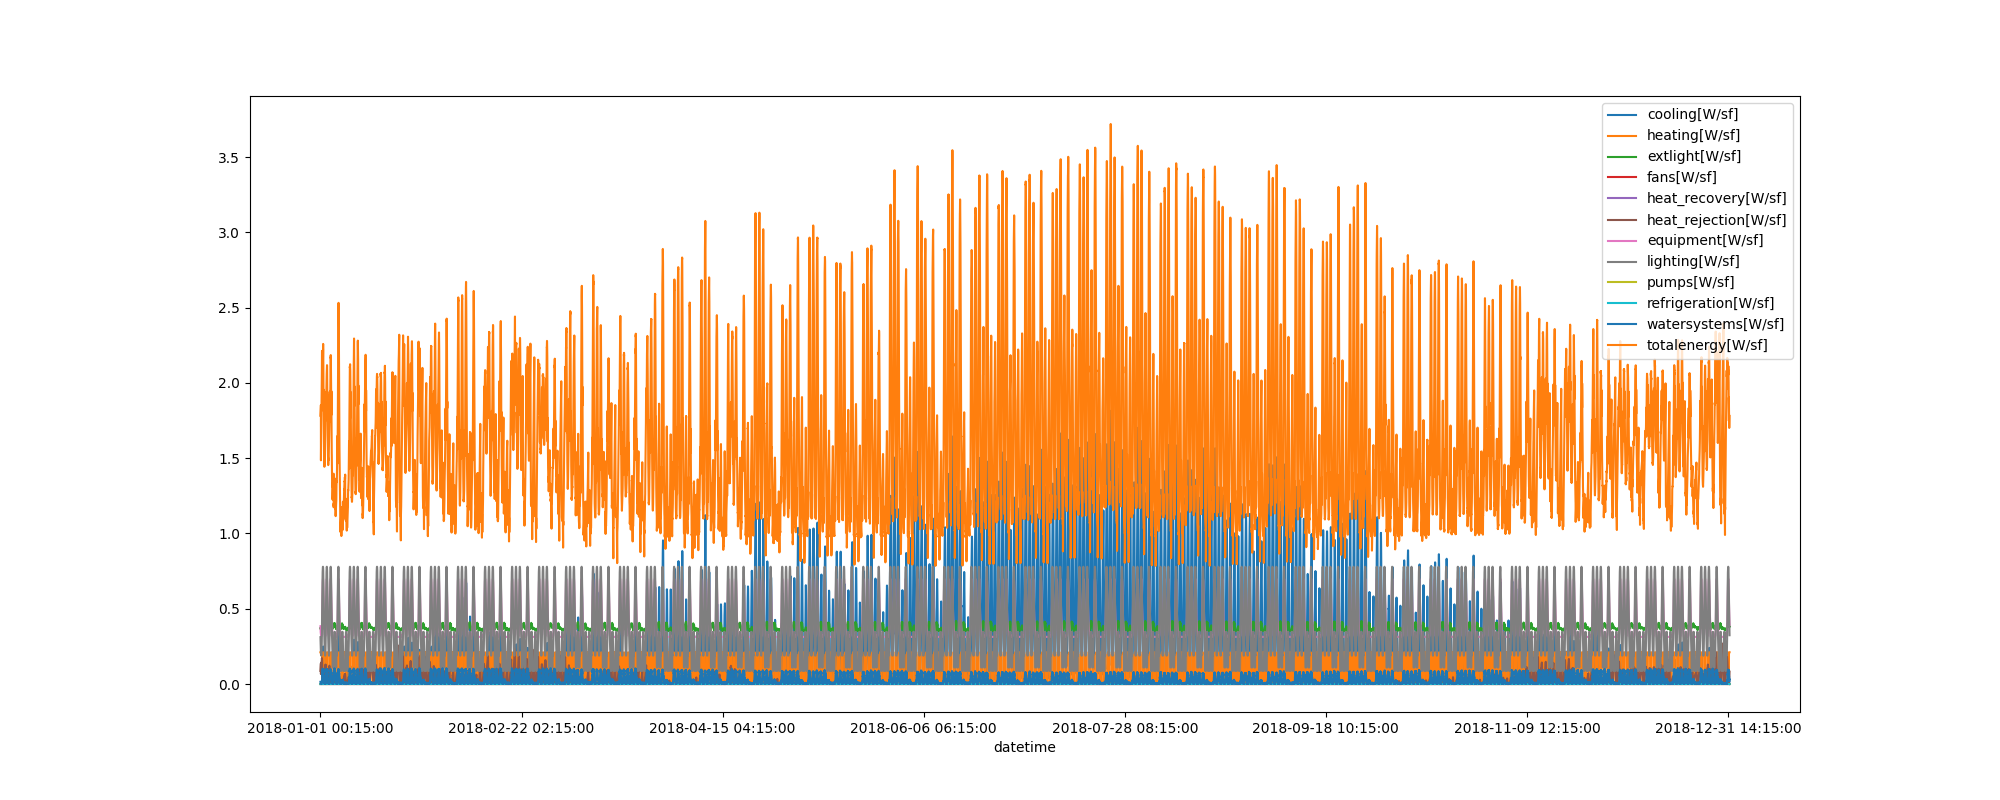 cooling[W/sf]
heating[W/sf]
extlight[W/sf]
fans[W/sf]
heat_recovery[W/sf]
heat_rejection[W/sf]
equipment[W/sf]
lighting[W/sf]
pumps[W/sf]
refrigeration[W/sf]
watersystems[W/sf]
totalenergy[W/sf]
3.5
3.0
2.5
2.0
1.5
1.0
0.5
0.0
2018-01-01 00:15:00 2018-02-22 02:15:00 2018-04-15 04:15:00 2018-06-06 06:15:00 2018-07-28 08:15:00 2018-09-18 10:15:00 2018-11-09 12:15:00 2018-12-31 14:15:00
datetime